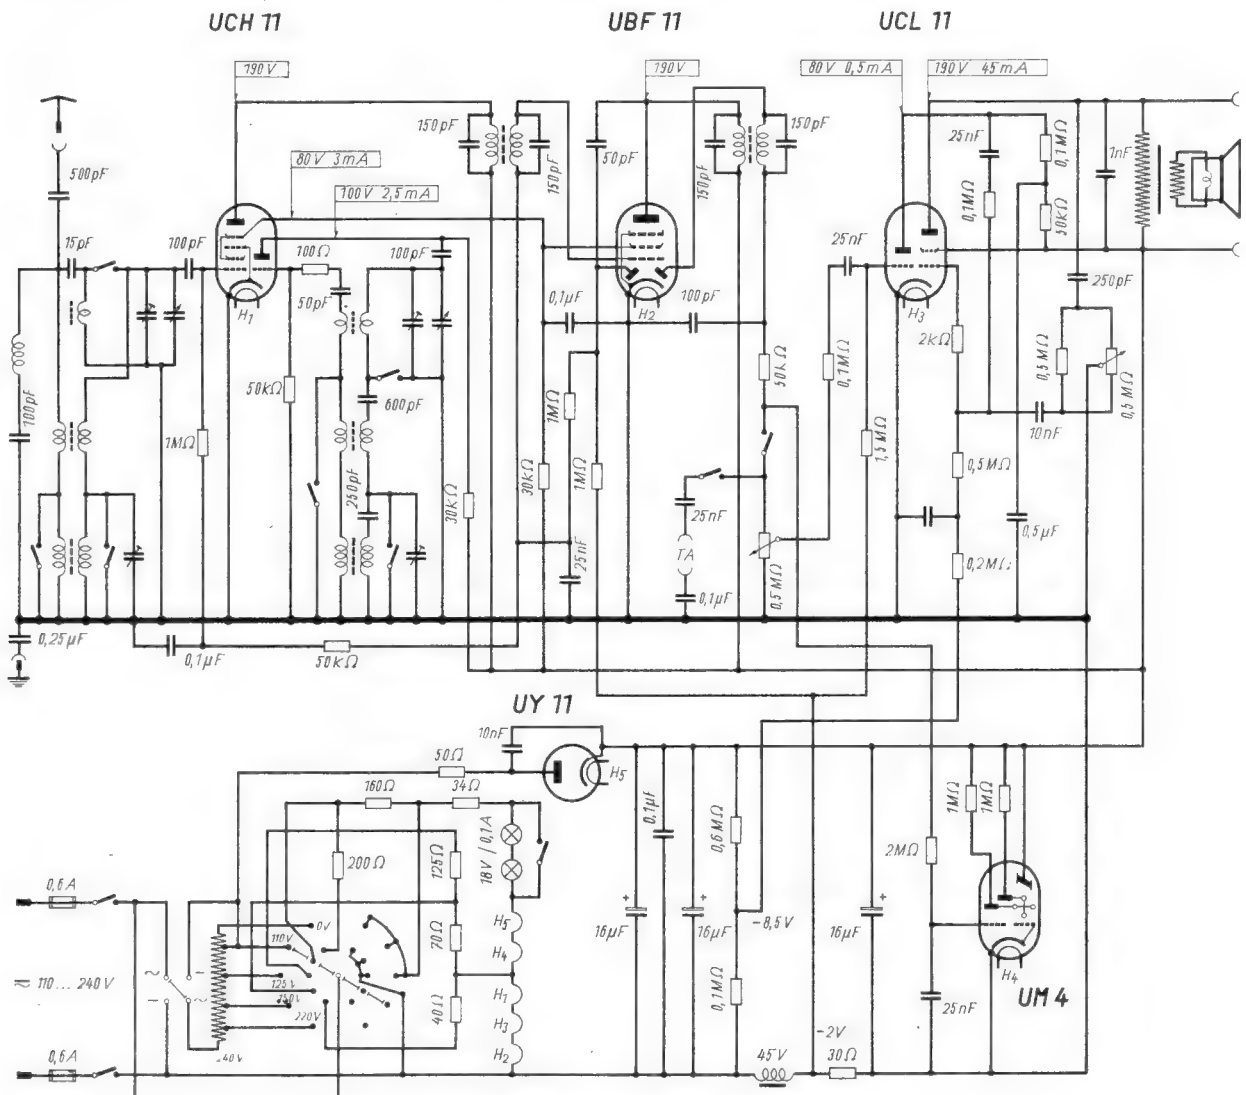 UCH 11
UBF 11
UCL 11
190V
190V
80V 0,5mA
190V 45mA
150pF
150pF
50pF
150pF
150pF
25nF
0,1MΩ
1nF
500pF
80V 3mA
100V 2,5mA
0,1MΩ
50kΩ
15pF
100pF
100Ω
100pF
25nF
250pF
50pF
H1
0,1µF
H2
100pF
H3
2kΩ
0,1MΩ
50kΩ
0,5MΩ
0,5MΩ
100pF
50kΩ
600pF
1MΩ
10nF
1MΩ
1,5MΩ
0,5MΩ
250pF
30kΩ
30kΩ
1MΩ
25nF
TA
0,5µF
25nF
0,5MΩ
0,2MΩ
0,1µF
0,25µF
0,1µF
50kΩ
UY 11
10nF
50Ω
H5
160Ω
34Ω
18V / 0,1A
0,1µF
0,6MΩ
1MΩ
1MΩ
2MΩ
200Ω
125Ω
0,6A
+
+
+
-8,5V
16µF
16µF
16µF
H5
0V
110V
70Ω
H4
≂ 110...240V
~
–
–
~
125V
150V
220V
240V
40Ω
H1
H3
H2
0,1MΩ
25nF
H4
UM 4
0,6A
-2V
45V
30Ω